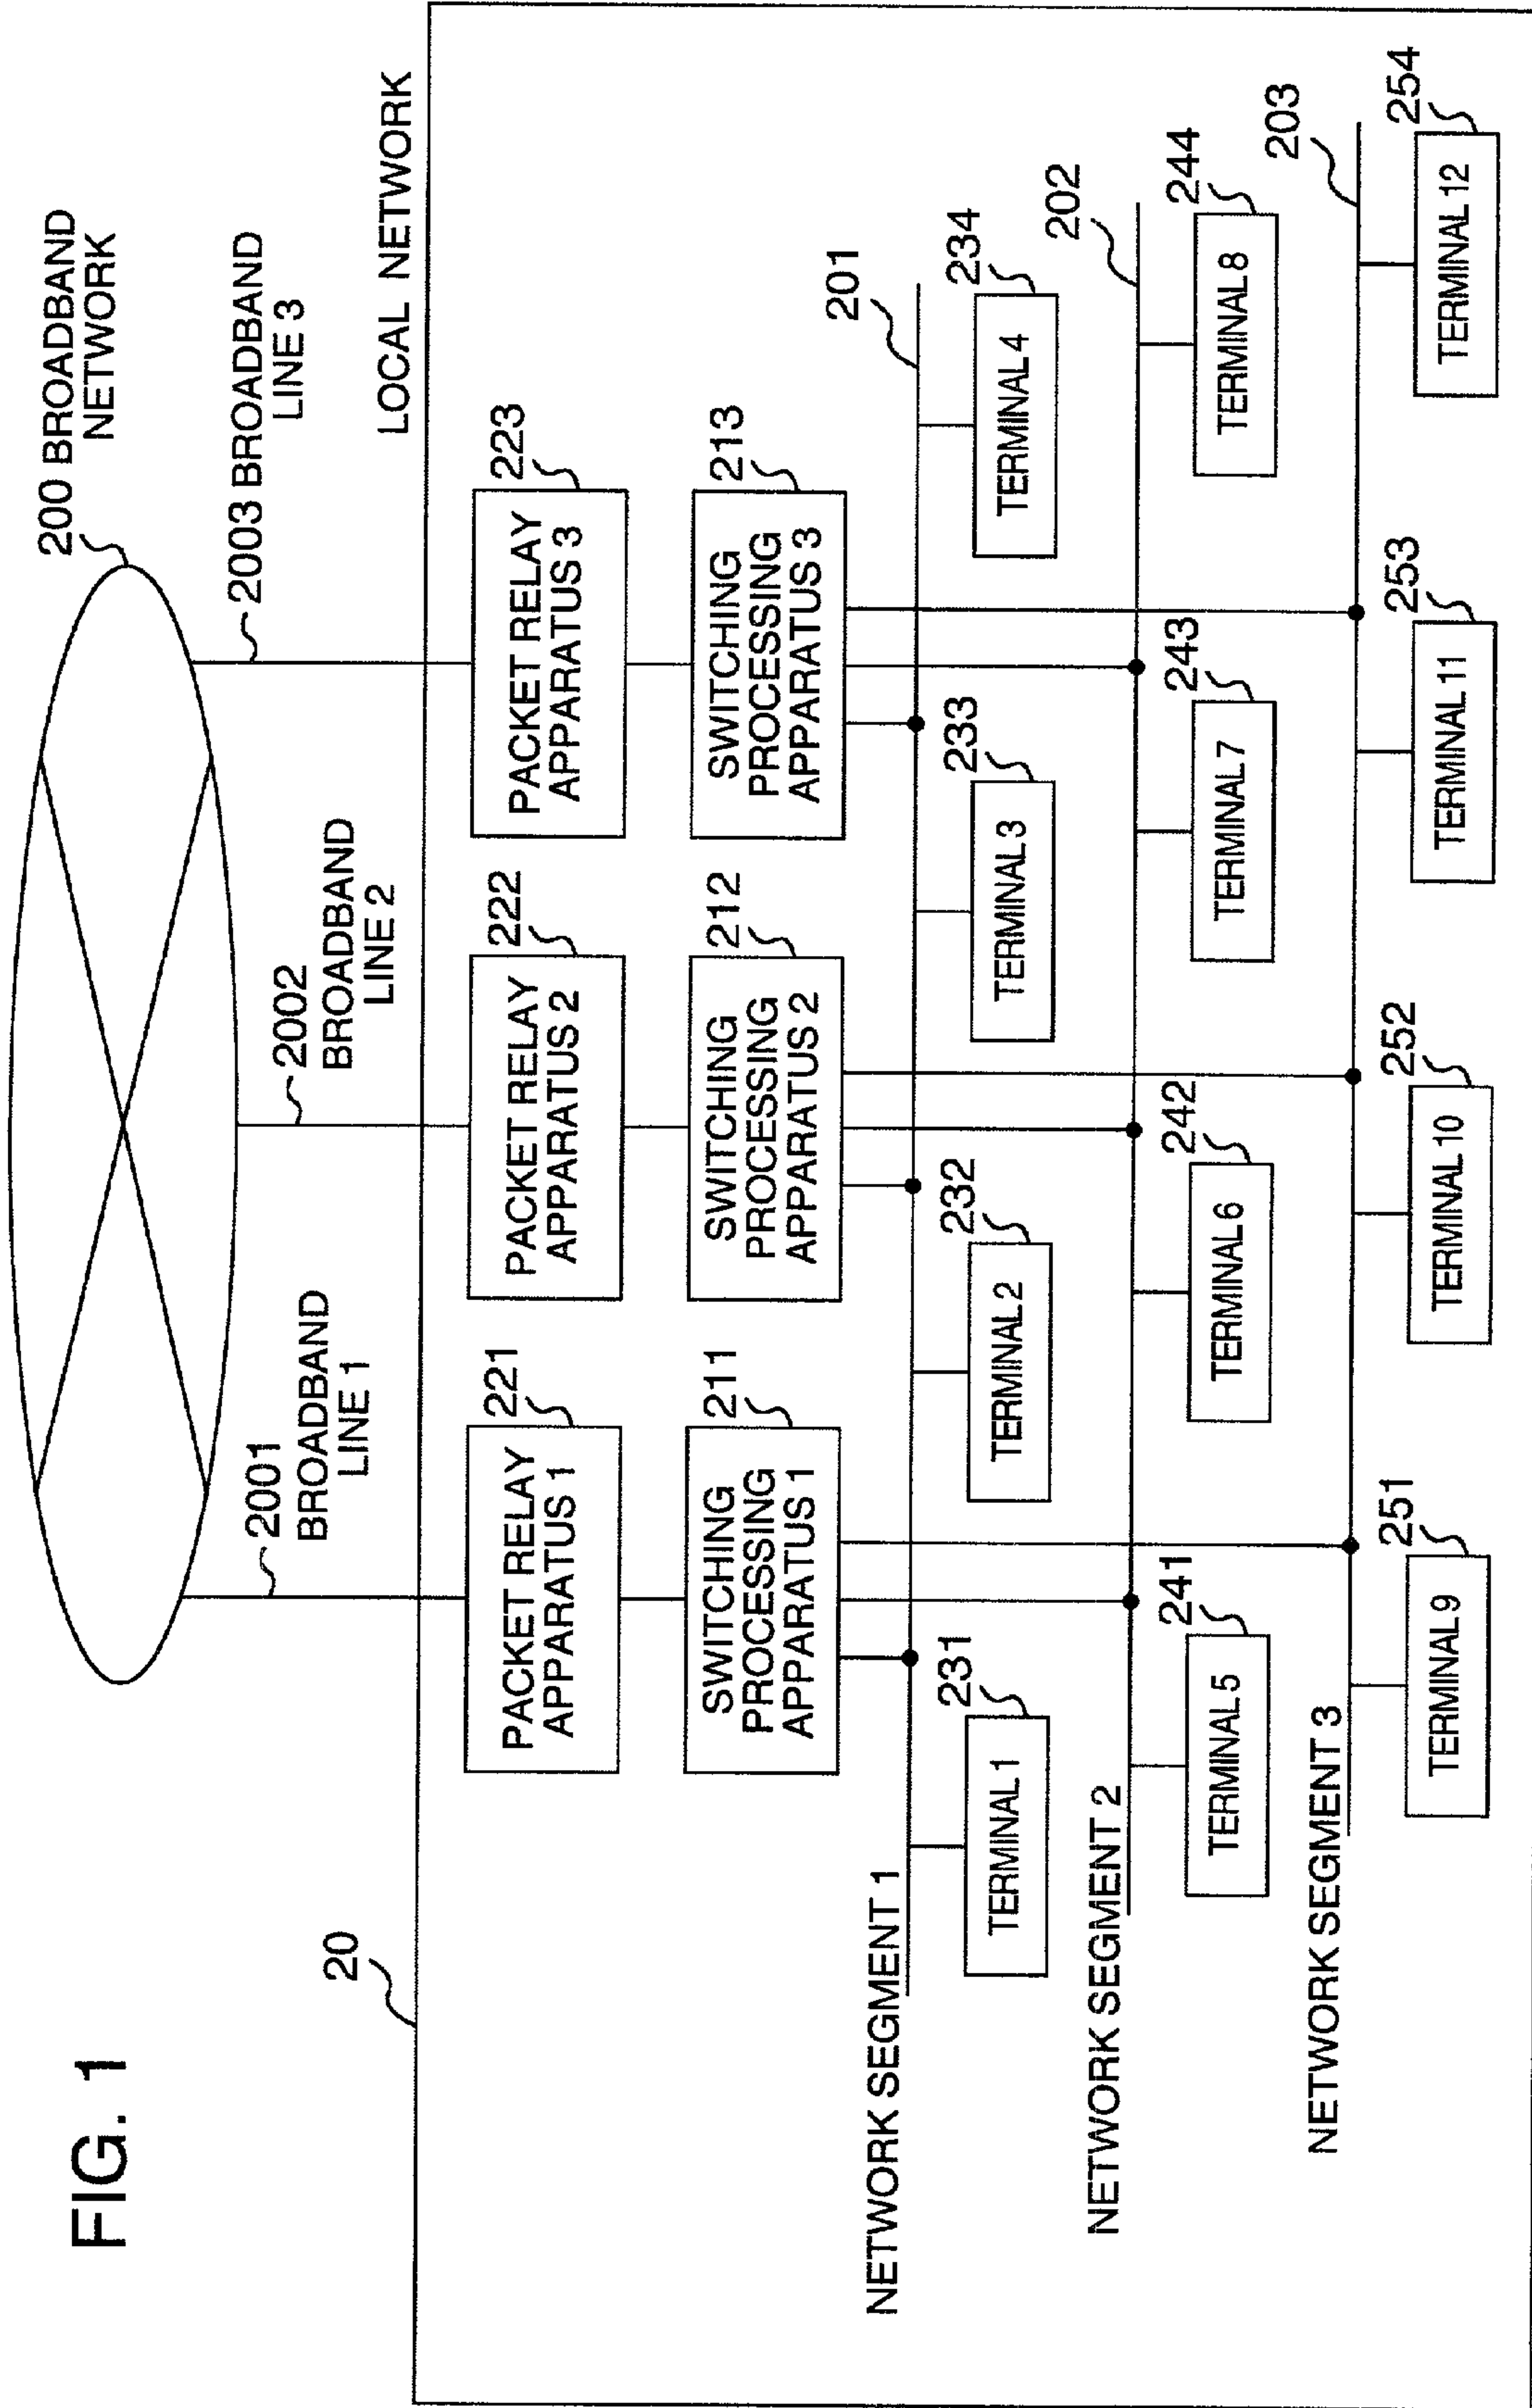 FIG. 1
200 BROADBAND
NETWORK
2001
BROADBAND
LINE 1
2002
BROADBAND
LINE 2
2003 BROADBAND
LINE 3
20
LOCAL NETWORK
221
PACKET RELAY
APPARATUS 1
222
PACKET RELAY
APPARATUS 2
223
PACKET RELAY
APPARATUS 3
211
SWITCHING
PROCESSING
APPARATUS 1
212
SWITCHING
PROCESSING
APPARATUS 2
213
SWITCHING
PROCESSING
APPARATUS 3
NETWORK SEGMENT 1
201
231
TERMINAL 1
232
TERMINAL 2
233
TERMINAL 3
234
TERMINAL 4
NETWORK SEGMENT 2
202
241
TERMINAL 5
242
TERMINAL 6
243
TERMINAL 7
244
TERMINAL 8
NETWORK SEGMENT 3
203
251
TERMINAL 9
252
TERMINAL 10
253
TERMINAL 11
254
TERMINAL 12